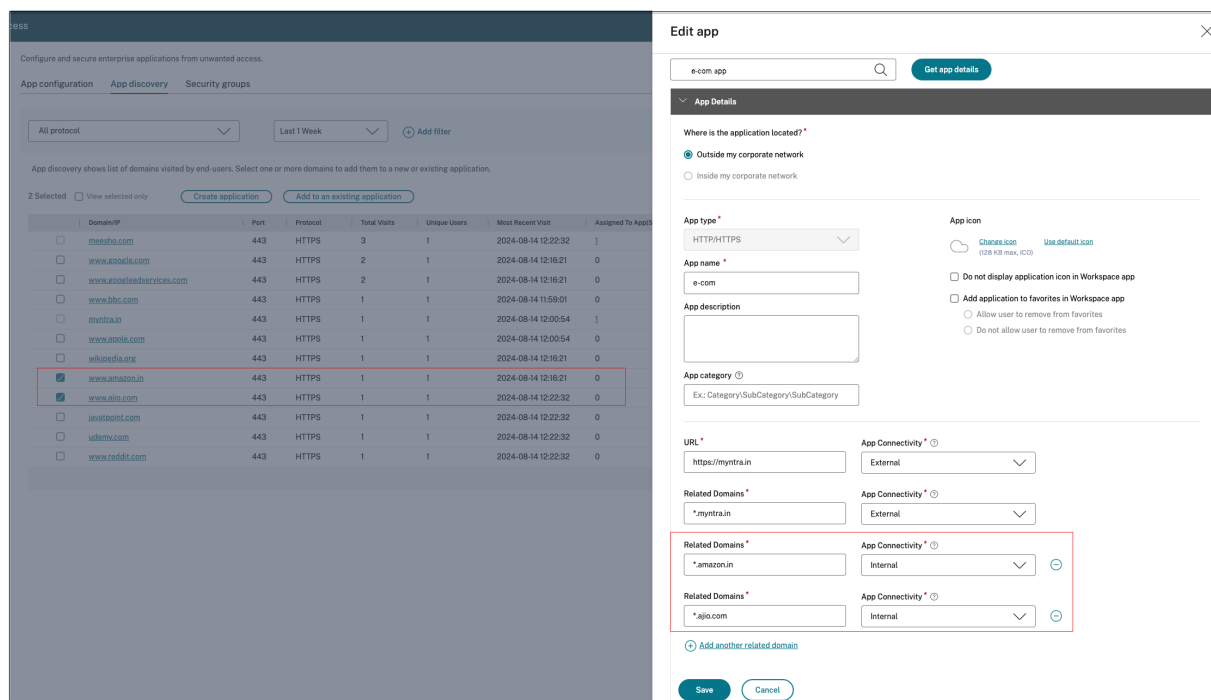 cess
Configure and secure enterprise applications from unwanted access.
App configuration App discovery Security groups
All protocol Last 1 Week Add filter
App discovery shows list of domains visited by end-users. Select one or more domains to add them to a new or existing application.
2 Selected View selected only Create application Add to an existing application
Domain/IP Port Protocol Total Visits Unique Users Most Recent Visit Assigned To App(s
meesho.com 443 HTTPS 3 1 2024-08-14 12:22:32 1
www.google.com 443 HTTPS 2 1 2024-08-14 12:16:21 0
www.googleadservices.com 443 HTTPS 2 1 2024-08-14 12:16:21 0
www.bbc.com 443 HTTPS 1 1 2024-08-14 11:59:01 0
myntra.in 443 HTTPS 1 1 2024-08-14 12:00:54 1
www.apple.com 443 HTTPS 1 1 2024-08-14 12:00:54 0
wikipedia.org 443 HTTPS 1 1 2024-08-14 12:16:21 0
www.amazon.in 443 HTTPS 1 1 2024-08-14 12:16:21 0
www.ajio.com 443 HTTPS 1 1 2024-08-14 12:22:32 0
javatpoint.com 443 HTTPS 1 1 2024-08-14 12:22:32 0
udemy.com 443 HTTPS 1 1 2024-08-14 12:22:32 0
www.reddit.com 443 HTTPS 1 1 2024-08-14 12:22:32 0
Edit app
e-com app Get app details
App Details
Where is the application located? *
Outside my corporate network
Inside my corporate network
App type * App icon
HTTP/HTTPS Change icon Use default icon
(128 KB max, ICO)
App name *
e-com Do not display application icon in Workspace app
App description Add application to favorites in Workspace app
Allow user to remove from favorites
Do not allow user to remove from favorites
App category ?
Ex.: Category\SubCategory\SubCategory
URL * App Connectivity * ?
https://myntra.in External
Related Domains * App Connectivity * ?
*.myntra.in External
Related Domains * App Connectivity * ?
*.amazon.in Internal
Related Domains * App Connectivity * ?
*.ajio.com Internal
Add another related domain
Save Cancel